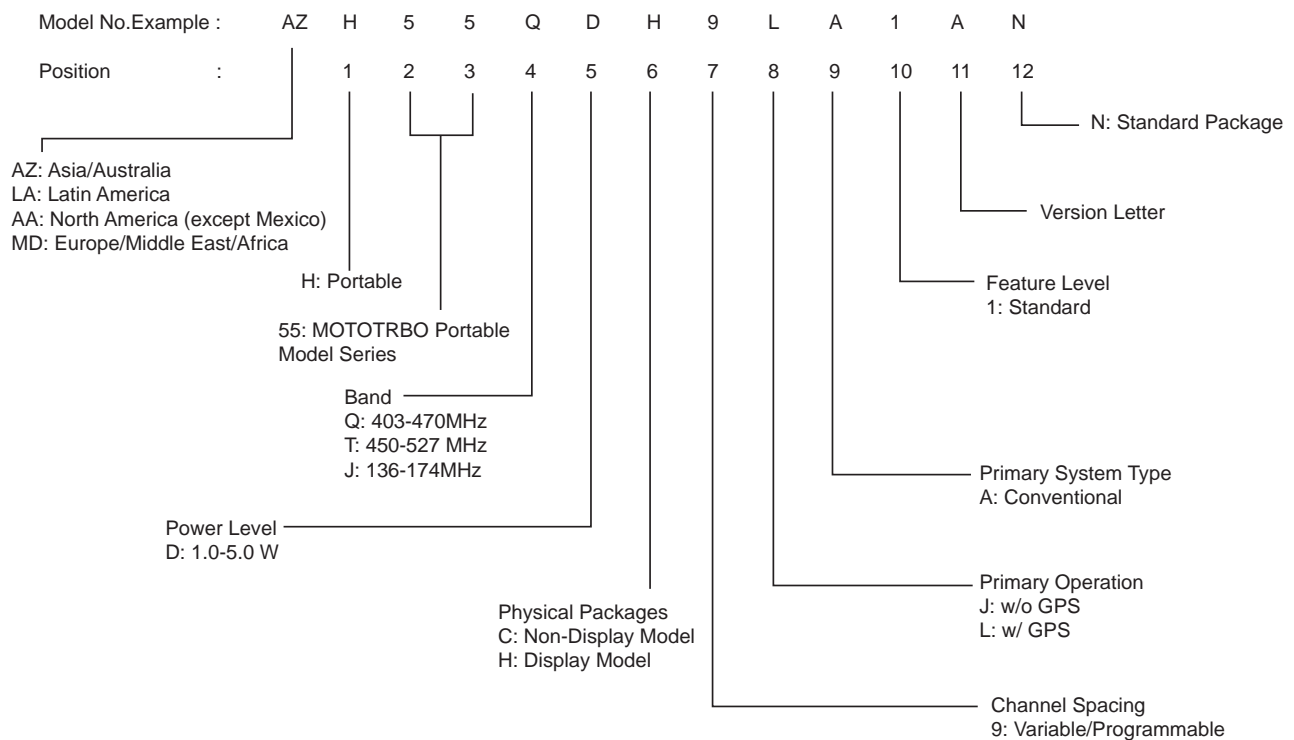 Model No.Example : AZ H 5 5 Q D H 9 L A 1 A N
Position : 1 2 3 4 5 6 7 8 9 10 11 12
N: Standard Package
AZ: Asia/Australia
LA: Latin America
AA: North America (except Mexico)
MD: Europe/Middle East/Africa
Version Letter
H: Portable
Feature Level
1: Standard
55: MOTOTRBO Portable
Model Series
Band
Q: 403-470MHz
T: 450-527 MHz
J: 136-174MHz
Primary System Type
A: Conventional
Power Level
D: 1.0-5.0 W
Primary Operation
J: w/o GPS
L: w/ GPS
Physical Packages
C: Non-Display Model
H: Display Model
Channel Spacing
9: Variable/Programmable